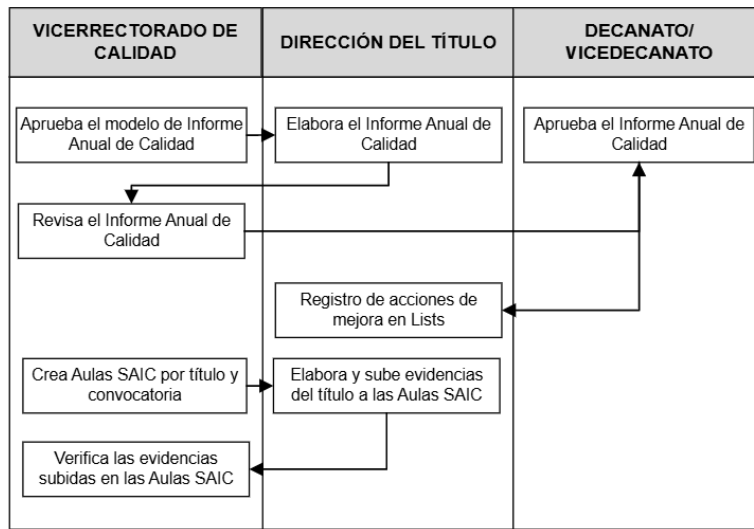 VICERRECTORADO DE
CALIDAD
DIRECCIÓN DEL TÍTULO
DECANATO/
VICEDECANATO
Aprueba el modelo de Informe
Anual de Calidad
Elabora el Informe Anual de
Calidad
Aprueba el Informe Anual de
Calidad
Revisa el Informe Anual de
Calidad
Registro de acciones de
mejora en Lists
Crea Aulas SAIC por título y
convocatoria
Elabora y sube evidencias
del título a las Aulas SAIC
Verifica las evidencias
subidas en las Aulas SAIC